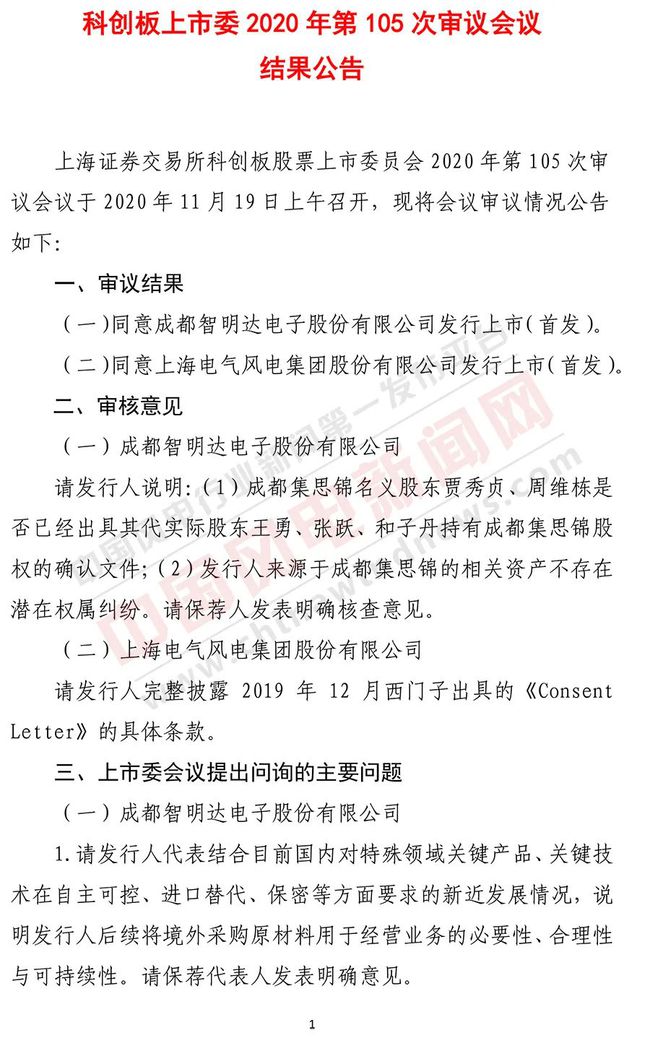 科创板上市委 2020 年第 105 次审议会议
结果公告
上海证券交易所科创板股票上市委员会 2020 年第 105 次审
议会议于 2020 年 11 月 19 日上午召开，现将会议审议情况公告
如下：
一、审议结果
（一）同意成都智明达电子股份有限公司发行上市（首发）。
（二）同意上海电气风电集团股份有限公司发行上市（首发）。
二、审核意见
（一）成都智明达电子股份有限公司
请发行人说明：（1）成都集思锦名义股东贾秀贞、周维栋是
否已经出具其代实际股东王勇、张跃、和子丹持有成都集思锦股
权的确认文件；（2）发行人来源于成都集思锦的相关资产不存在
潜在权属纠纷。请保荐人发表明确核查意见。
（二）上海电气风电集团股份有限公司
请发行人完整披露 2019 年 12 月西门子出具的《Consent
Letter》的具体条款。
三、上市委会议提出问询的主要问题
（一）成都智明达电子股份有限公司
1.请发行人代表结合目前国内对特殊领域关键产品、关键技
术在自主可控、进口替代、保密等方面要求的新近发展情况，说
明发行人后续将境外采购原材料用于经营业务的必要性、合理性
与可持续性。请保荐代表人发表明确意见。
1
中国风电新闻网